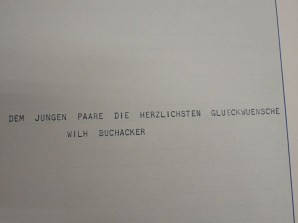 DEM JUNGEN PAARE DIE HERZLICHSTEN GLUECKWUENSCHE
WILH BUCHACKER